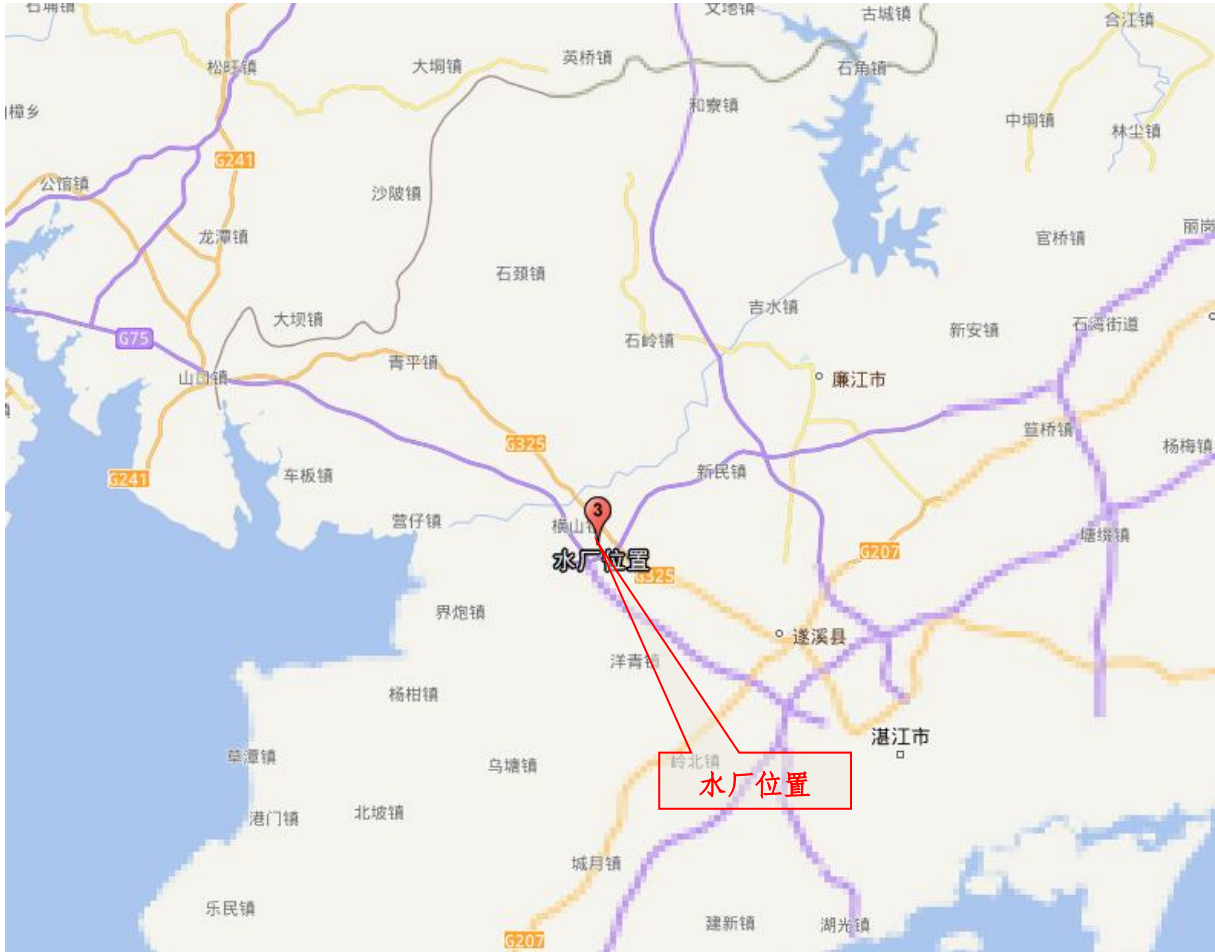 石埇镇
文地镇
古城镇
合江镇
松旺镇
大垌镇
英桥镇
石角镇
樟乡
和寮镇
中垌镇
林尘镇
G241
公馆镇
沙陂镇
龙潭镇
官桥镇
丽岗
石颈镇
吉水镇
大坝镇
新安镇
石湾街道
G75
石岭镇
青平镇
山口镇
廉江市
笪桥镇
G325
杨梅镇
G241
车板镇
新民镇
3
营仔镇
横山
塘㙍镇
G207
水厂位置
G325
界炮镇
遂溪县
洋青镇
杨柑镇
湛江市
草潭镇
乌塘镇
岭北镇
水厂位置
港门镇
北坡镇
城月镇
乐民镇
建新镇
湖光镇
G207